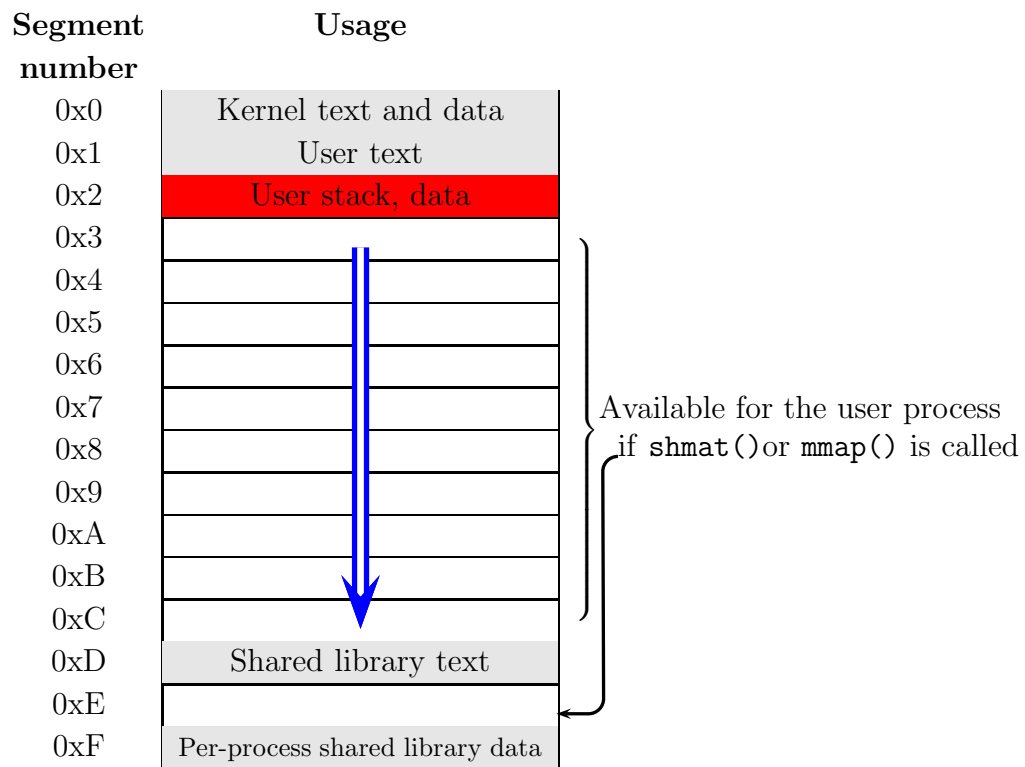 Segment number Usage
0x0 Kernel text and data
0x1 User text
0x2 User stack, data
0x3
0x4
0x5
0x6
0x7
0x8
0x9
0xA
0xB
0xC
0xD Shared library text
0xE
0xF Per-process shared library data
Available for the user process
if shmat()or mmap() is called